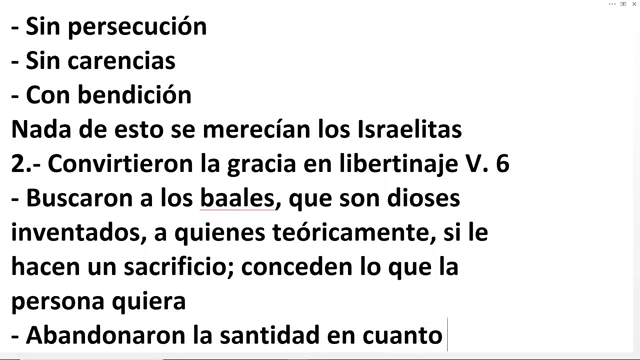 - Sin persecución
- Sin carencias
- Con bendición
Nada de esto se merecían los Israelitas
2.- Convirtieron la gracia en libertinaje V. 6
- Buscaron a los baales, que son dioses
inventados, a quienes teóricamente, si le
hacen un sacrificio; conceden lo que la
persona quiera
- Abandonaron la santidad en cuanto